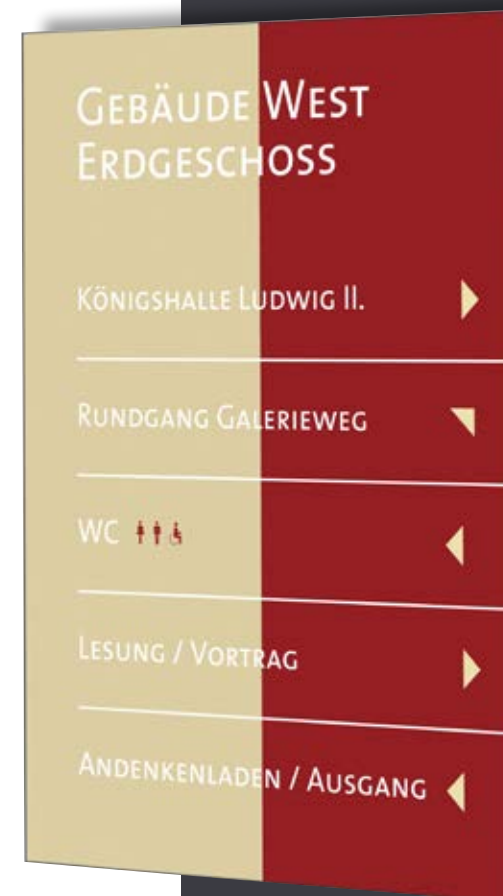 Gebäude West
Erdgeschoss
Königshalle Ludwig II.
Rundgang Galerieweg
WC
Lesung / Vortrag
Andenkenladen / Ausgang